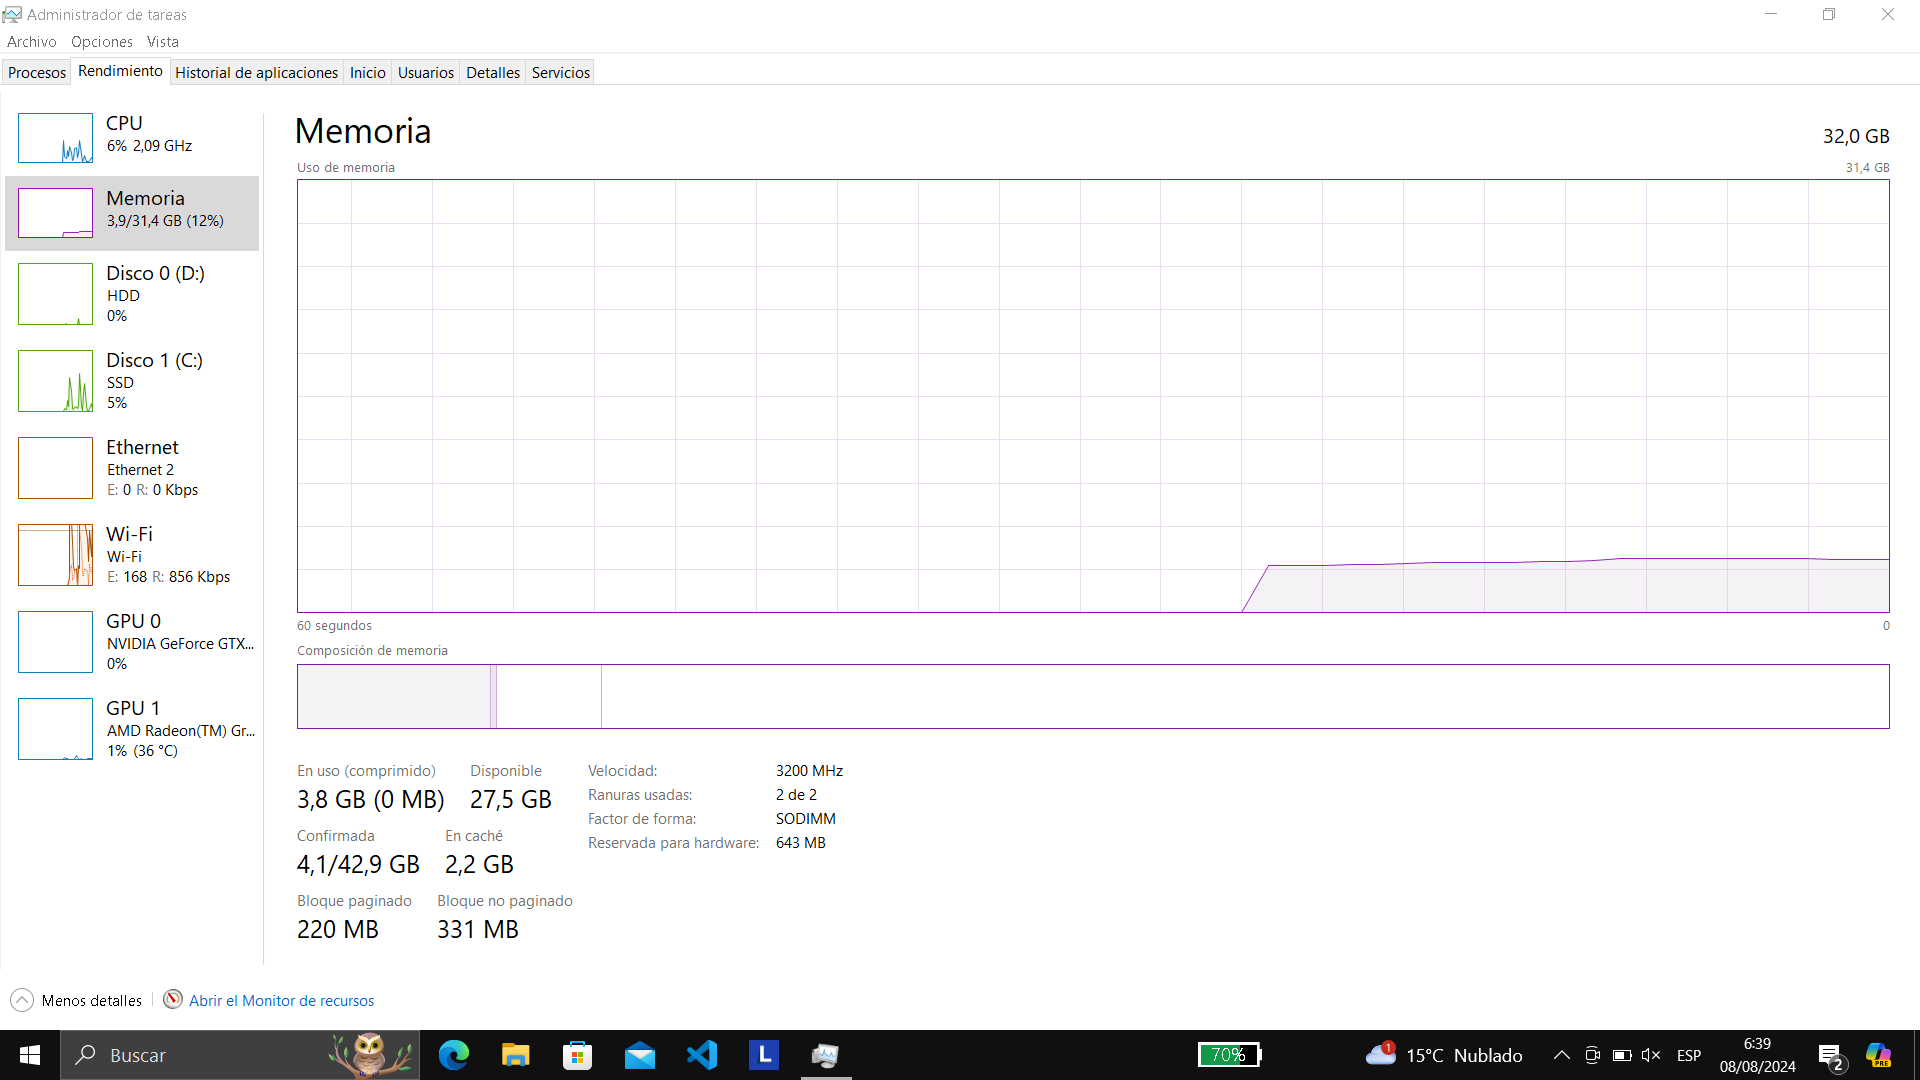 Administrador de tareas
Archivo Opciones Vista
Procesos Rendimiento Historial de aplicaciones Inicio Usuarios Detalles Servicios
CPU
6% 2,09 GHz
Memoria
3,9/31,4 GB (12%)
Disco 0 (D:)
HDD
0%
Disco 1 (C:)
SSD
5%
Ethernet
Ethernet 2
E: 0 R: 0 Kbps
Wi-Fi
Wi-Fi
E: 168 R: 856 Kbps
GPU 0
NVIDIA GeForce GTX...
0%
GPU 1
AMD Radeon(TM) Gr...
1% (36 °C)
Memoria 32,0 GB
Uso de memoria 31,4 GB
60 segundos 0
Composición de memoria
En uso (comprimido) Disponible
3,8 GB (0 MB) 27,5 GB
Confirmada En caché
4,1/42,9 GB 2,2 GB
Bloque paginado Bloque no paginado
220 MB 331 MB
Velocidad: 3200 MHz
Ranuras usadas: 2 de 2
Factor de forma: SODIMM
Reservada para hardware: 643 MB
Menos detalles Abrir el Monitor de recursos
Buscar L 70% 1 15°C Nublado ESP 6:39
08/08/2024 2 PRE